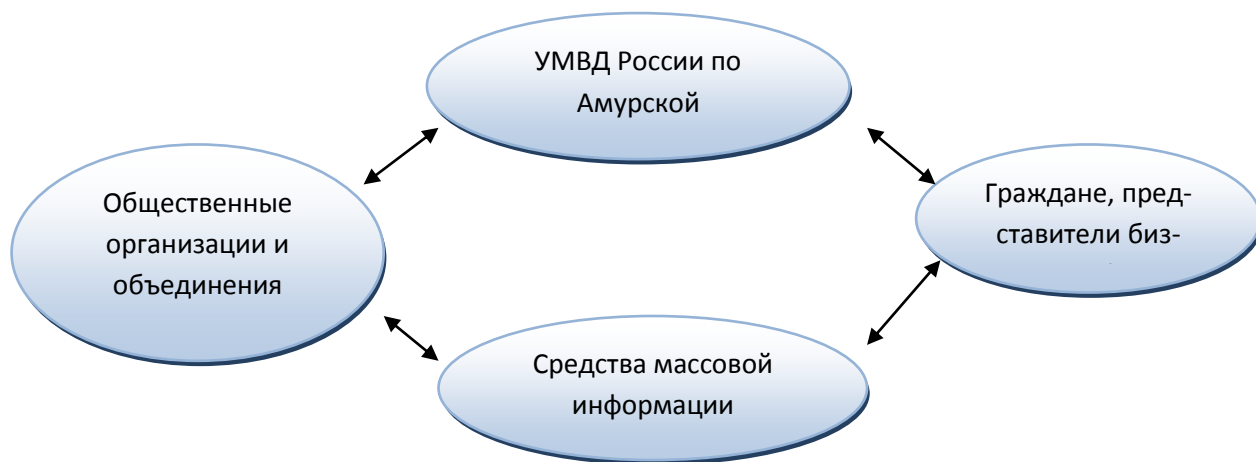 УМВД России по
Амурской
Общественные
организации и
объединения
Граждане, пред-
ставители биз-
Средства массовой
информации